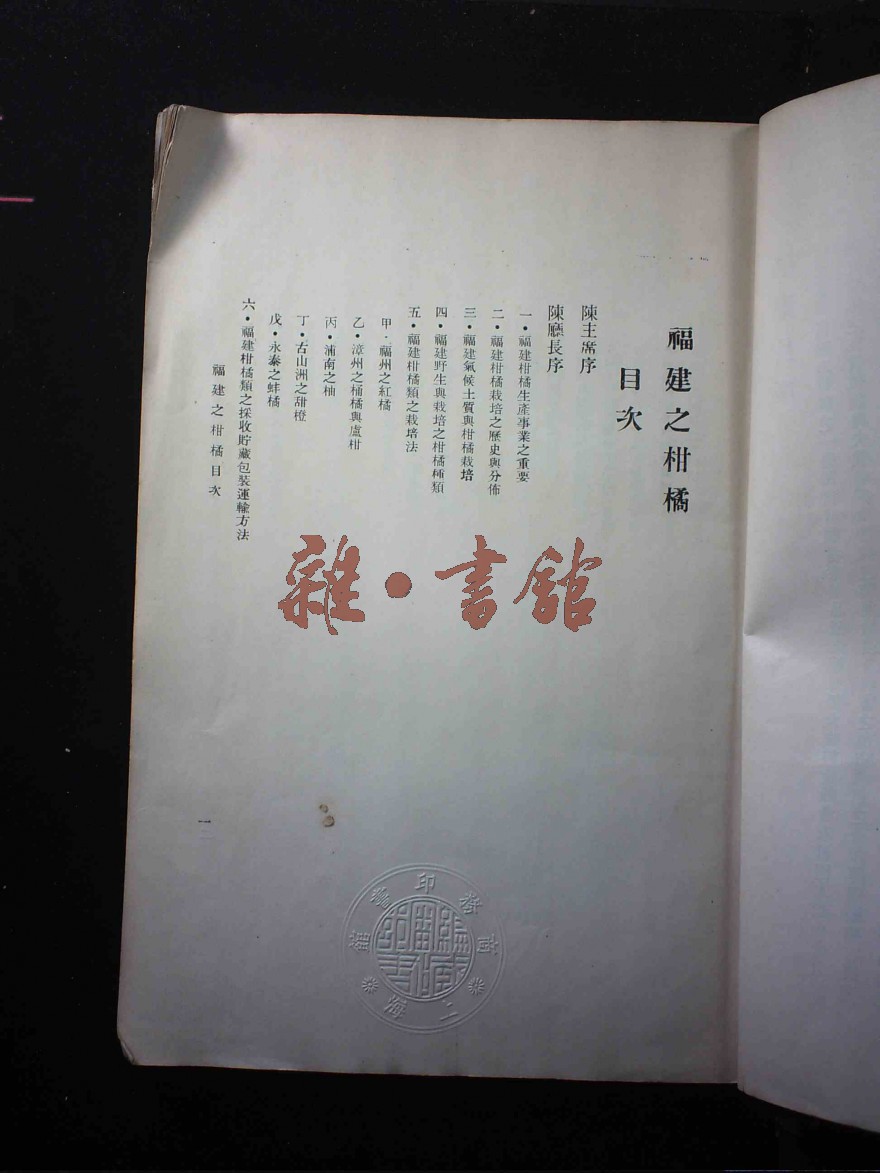 福建之柑橘
目次
陳主席序
陳廳長序
一•福建柑橘生產事業之重要
二•福建柑橘栽培之歷史與分佈
三•福建氣候土質與柑橘栽培
四•福建野生與栽培之柑橘種類
五•福建柑橘類之栽培法
甲•福州之紅橘
乙•漳州之桶橘與盧柑
丙•浦南之柚
丁•古山洲之甜橙
戊•永泰之蚌橘
六•福建柑橘類之採收貯藏包裝運輸方法
福建之柑橘目次
一
雜•書館